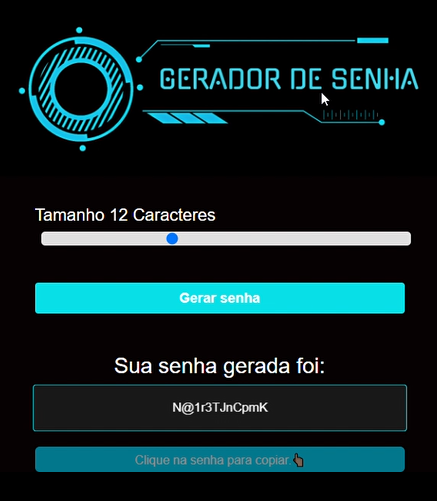 GERADOR DE SENHA
Tamanho 12 Caracteres
Gerar senha
Sua senha gerada foi:
N@1r3TJnCpmK
Clique na senha para copiar